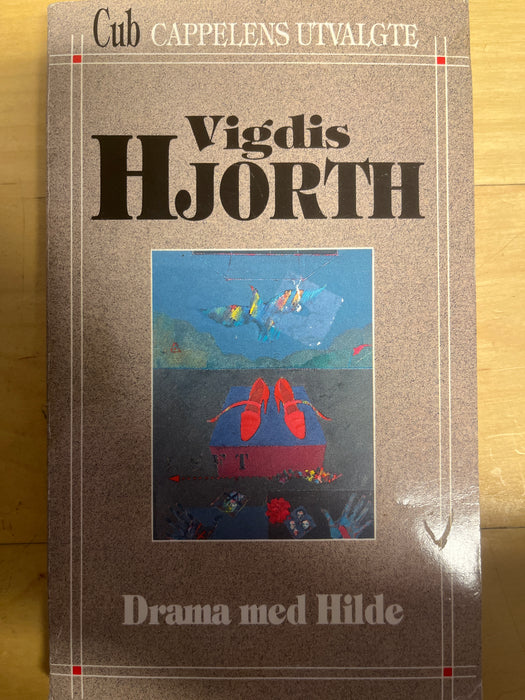 Cub CAPPELENS UTVALGTE
Vigdis
HJORTH
Drama med Hilde